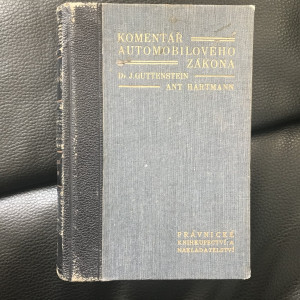 KOMENTÁŘ
AUTOMOBILOVÉHO
ZÁKONA
Dr J. GUTTENSTEIN
ANT. HARTMANN
PRÁVNICKÉ
KNIHKUPECTVÍ A
NAKLADATELSTVÍ